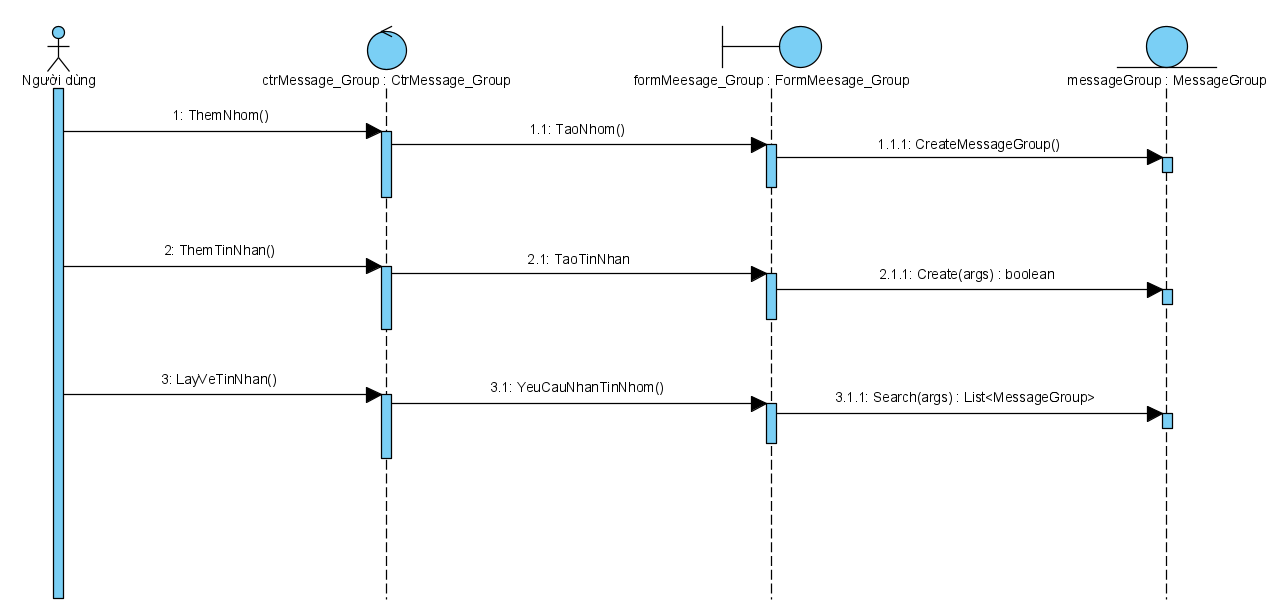 Người dùng
ctrMessage_Group : CtrMessage_Group
formMeesage_Group : FormMeesage_Group
messageGroup : MessageGroup
1: ThemNhom()
1.1: TaoNhom()
1.1.1: CreateMessageGroup()
2: ThemTinNhan()
2.1: TaoTinNhan
2.1.1: Create(args) : boolean
3: LayVeTinNhan()
3.1: YeuCauNhanTinNhom()
3.1.1: Search(args) : List<MessageGroup>